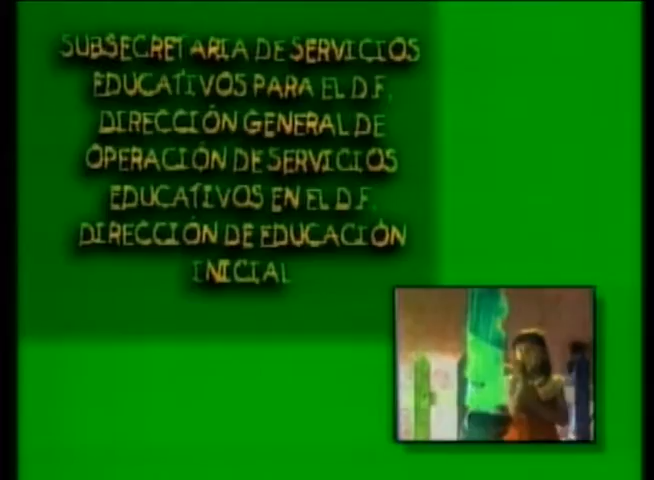 SUBSECRETARIA DE SERVICIOS
EDUCATIVOS PARA EL D.F.
DIRECCIÓN GENERAL DE
OPERACIÓN DE SERVICIOS
EDUCATIVOS EN EL D.F.
DIRECCIÓN DE EDUCACIÓN
INICIAL